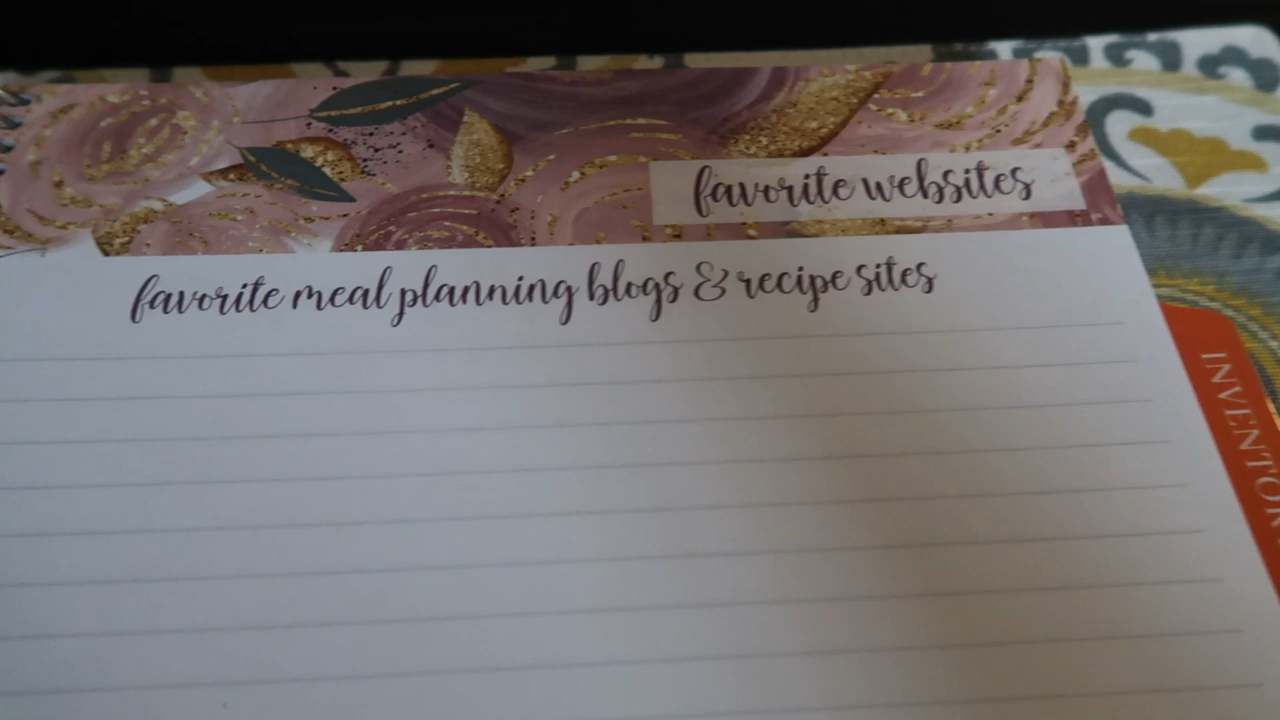 favorite websites
favorite meal planning blogs & recipe sites
INVENTOR